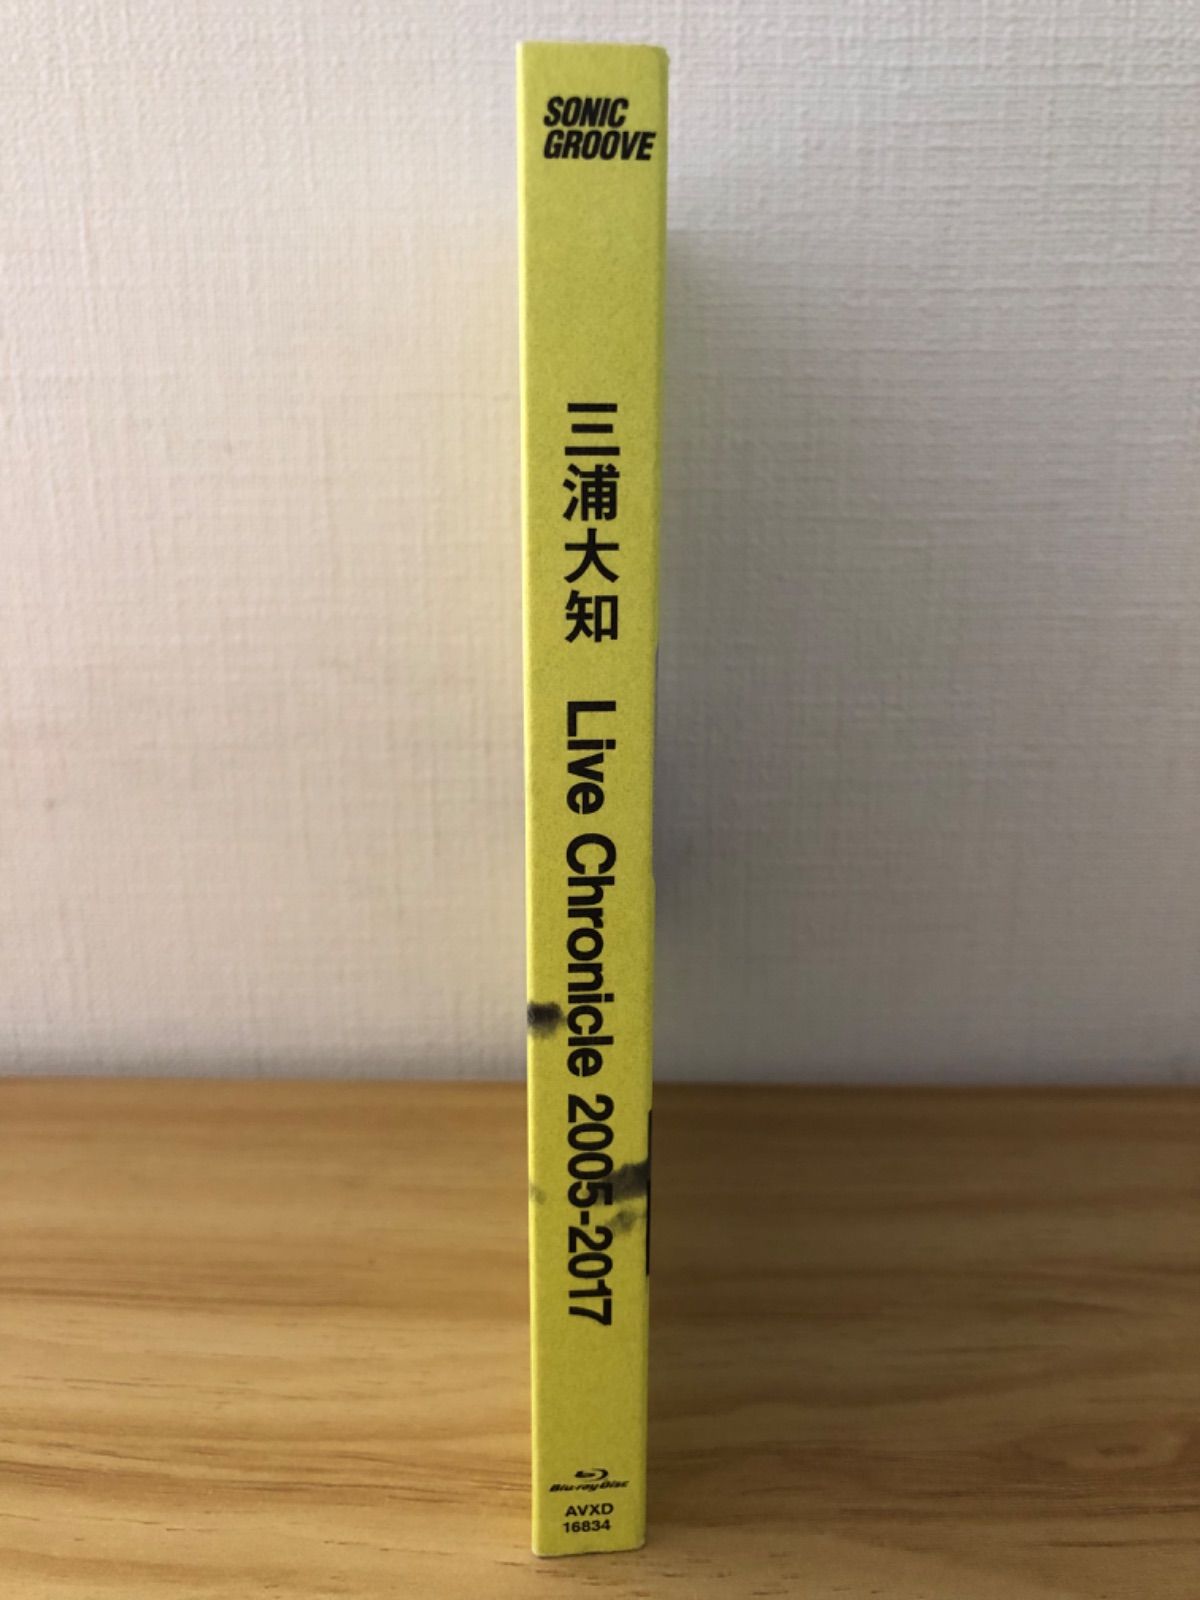 SONIC
GROOVE
三浦大知 Live Chronicle 2005-2017
Blu-ray Disc
AVXD
16834